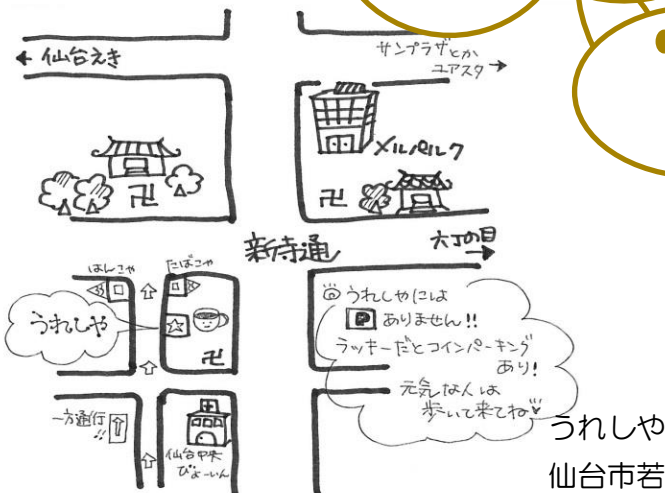 ← 仙台えき
サンプラザとか
ユアスタ →
メルパルク
卍
卍
新寺通
六丁の目
→
はんこや
たばこや
うれしや
卍
一方通行
!!
仙台中央
びょーいん
うれしやには
P ありません!!
ラッキーだとコインパーキング
あり!
元気な人は
歩いて来てね
うれしや
仙台市若